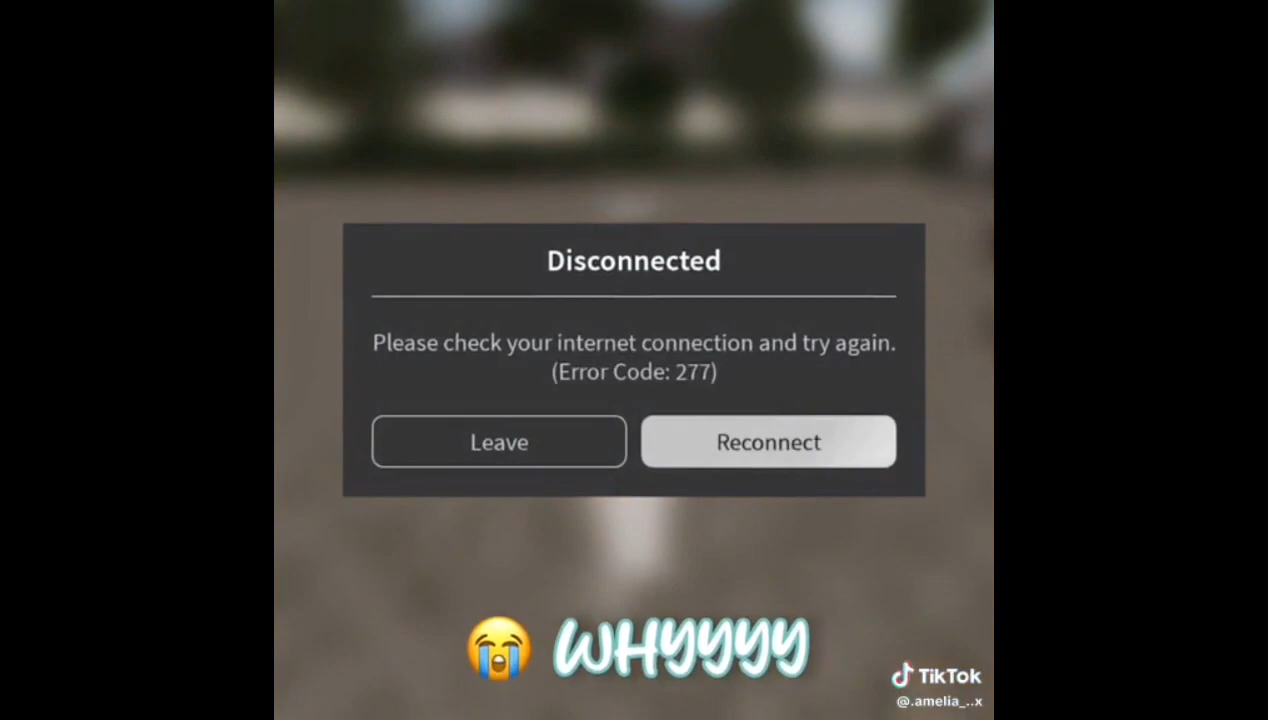 Disconnected
Please check your internet connection and try again.
(Error Code: 277)
Leave
Reconnect
😭 WHYYYY
TikTok
@.amelia_..x